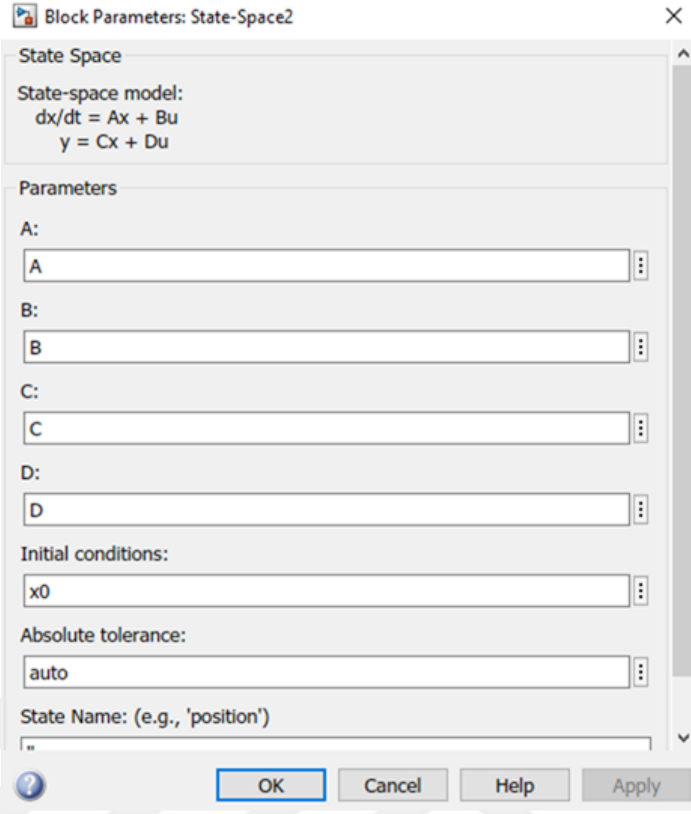 Block Parameters: State-Space2
State Space
State-space model:
dx/dt = Ax + Bu
y = Cx + Du
Parameters
A:
A
B:
B
C:
C
D:
D
Initial conditions:
x0
Absolute tolerance:
auto
State Name: (e.g., 'position')
''
OK Cancel Help Apply